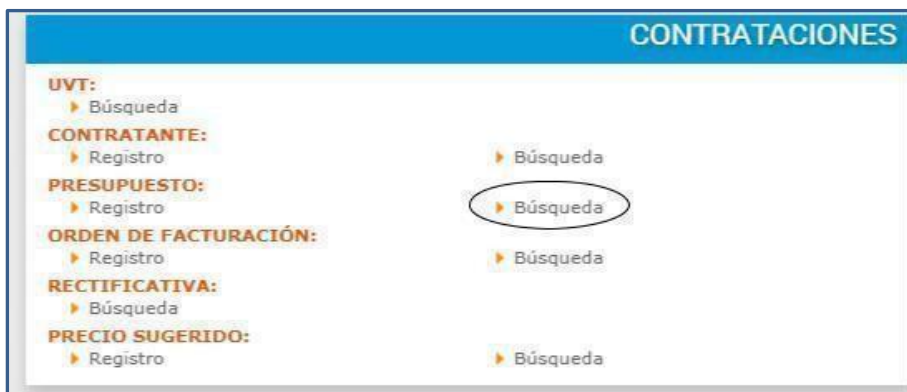 CONTRATACIONES
UVT:
Búsqueda
CONTRATANTE:
Registro Búsqueda
PRESUPUESTO:
Registro Búsqueda
ORDEN DE FACTURACIÓN:
Registro Búsqueda
RECTIFICATIVA:
Búsqueda
PRECIO SUGERIDO:
Registro Búsqueda